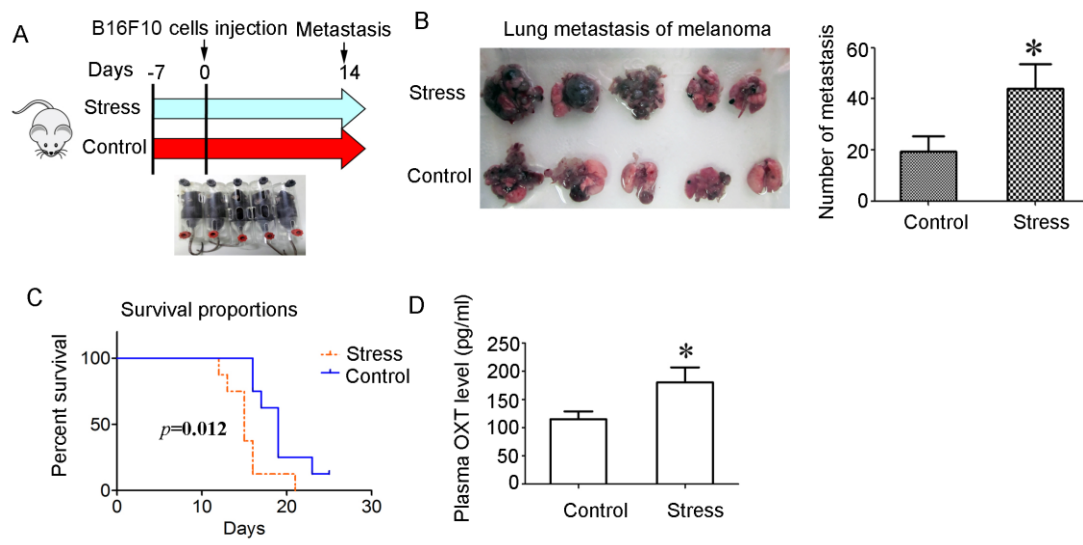 A
B16F10 cells injection Metastasis
Days -7 0 14
Stress
Control
B
Lung metastasis of melanoma
Stress
Control
Number of metastasis
60
40
20
0
*
Control Stress
C
Survival proportions
Percent survival
100
50
0
Stress
Control
p=0.012
0 10 20 30
Days
D
Plasma OXT level (pg/ml)
250
200
150
100
50
0
*
Control Stress